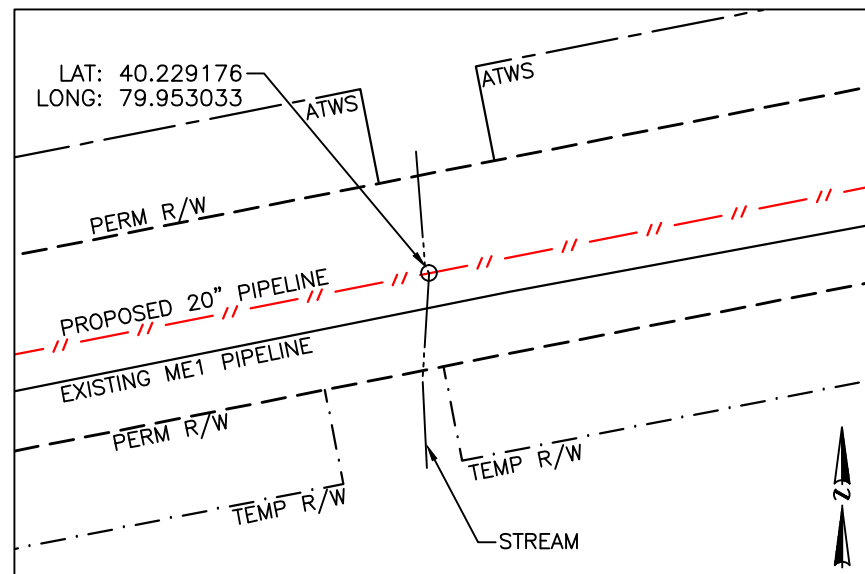 LAT: 40.229176
LONG: 79.953033
ATWS
ATWS
PERM R/W
PROPOSED 20" PIPELINE
EXISTING ME1 PIPELINE
PERM R/W
TEMP R/W
TEMP R/W
STREAM
N